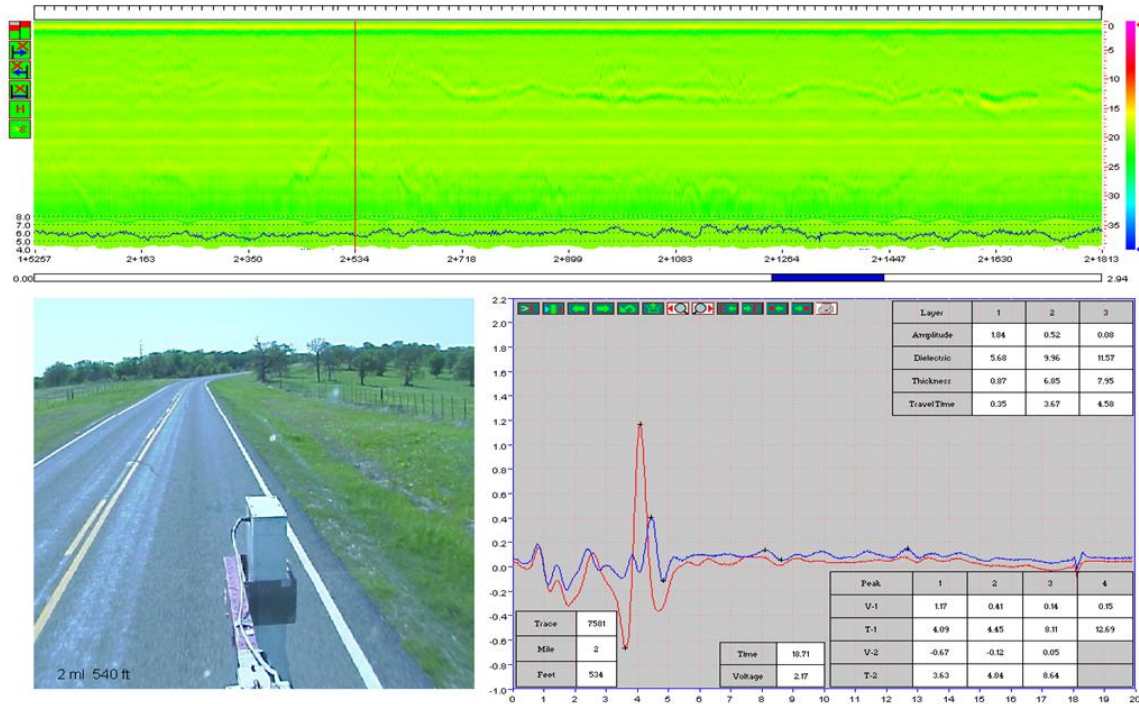 0
5
10
15
20
25
30
35
H
8.0
7.0
6.0
5.0
4.0
1+5257 2+163 2+350 2+534 2+718 2+899 2+1083 2+1264 2+1447 2+1630 2+1813
0.00 2.94
2 ml 540 ft
2.2
2.0
1.8
1.6
1.4
1.2
1.0
0.8
0.6
0.4
0.2
0.0
-0.2
-0.4
-0.6
-0.8
-1.0
Layer 1 2 3
Amplitude 1.84 0.52 0.08
Dielectric 5.68 9.96 11.57
Thickness 0.87 6.85 7.95
Travel Time 0.35 3.67 4.58
Trace 7581
Mile 2
Feet 534
Time 18.71
Voltage 2.17
Peak 1 2 3 4
V-1 1.17 0.41 0.14 0.15
T-1 4.09 4.45 8.11 12.69
V-2 -0.67 -0.12 0.05
T-2 3.63 4.84 8.64
0 1 2 3 4 5 6 7 8 9 10 11 12 13 14 15 16 17 18 19 20